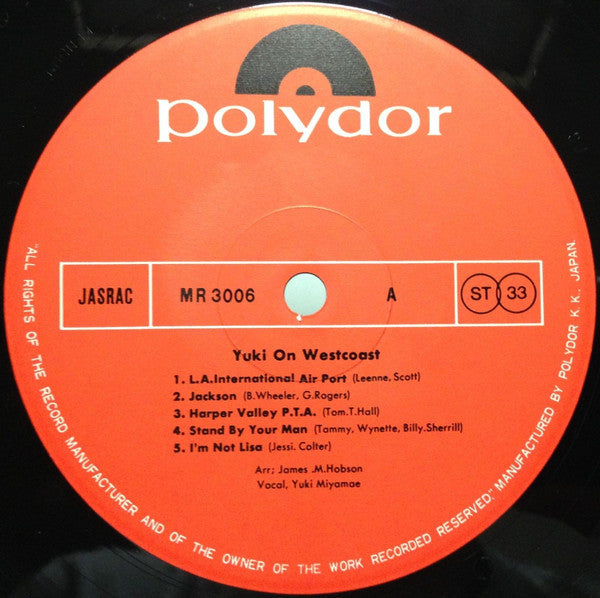 polydor
JASRAC MR 3006 A ST 33
Yuki On Westcoast
1. L.A.International Air Port (Leenne, Scott)
2. Jackson (B.Wheeler, G.Rogers)
3. Harper Valley P.T.A. (Tom.T.Hall)
4. Stand By Your Man (Tammy, Wynette, Billy.Sherrill)
5. I'm Not Lisa (Jessi. Colter)
Arr; James .M.Hobson
Vocal, Yuki Miyamae
"ALL RIGHTS OF THE RECORD MANUFACTURER AND OF THE OWNER OF THE WORK RECORDED RESERVED." MANUFACTURED BY POLYDOR K.K., JAPAN.